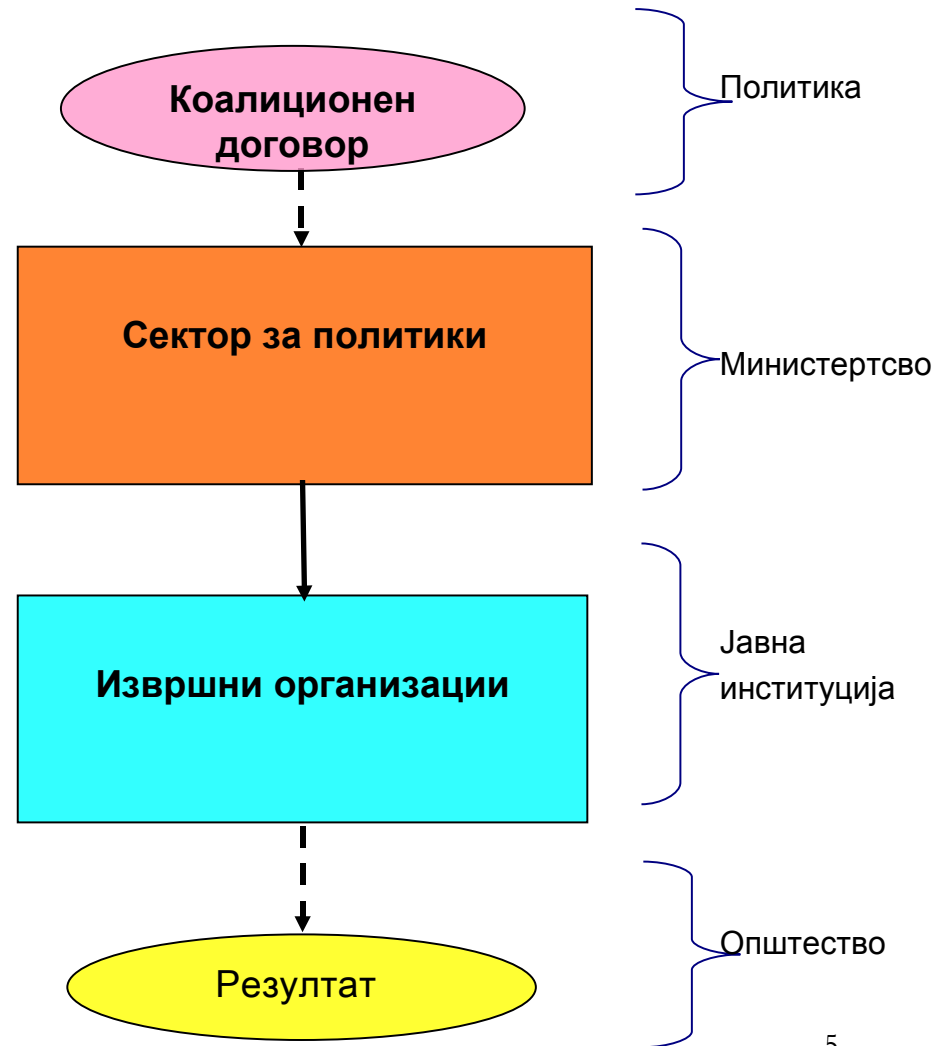 Коалиционен
договор
Политика
Сектор за политики
Министертсво
Извршни организации
Јавна
институција
Резултат
Општество
5